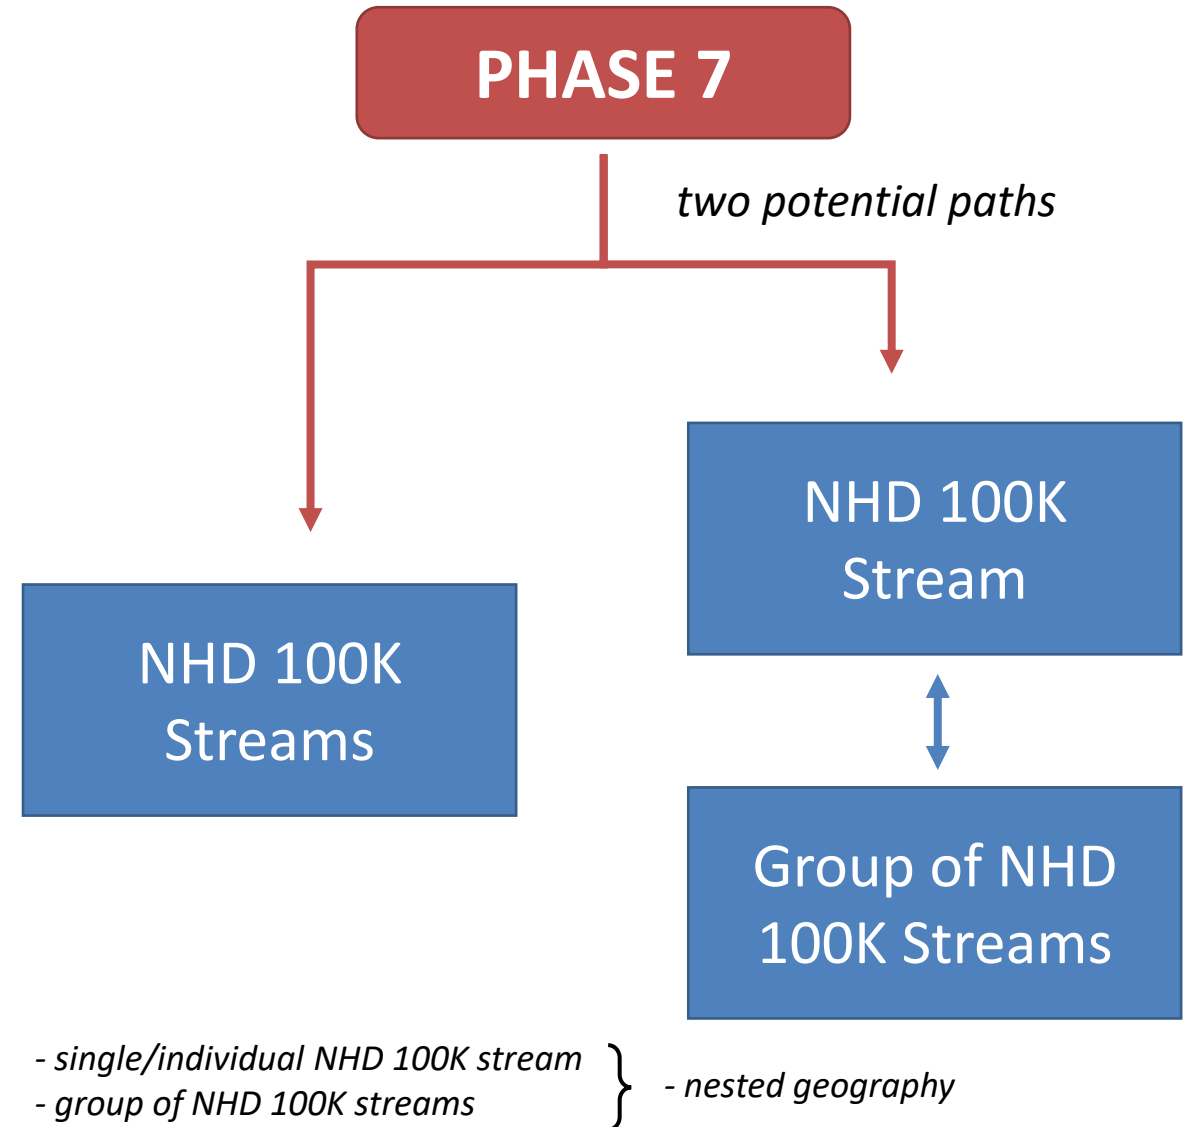 PHASE 7
two potential paths
NHD 100K
Streams
NHD 100K
Stream
Group of NHD
100K Streams
- single/individual NHD 100K stream
- group of NHD 100K streams
- nested geography